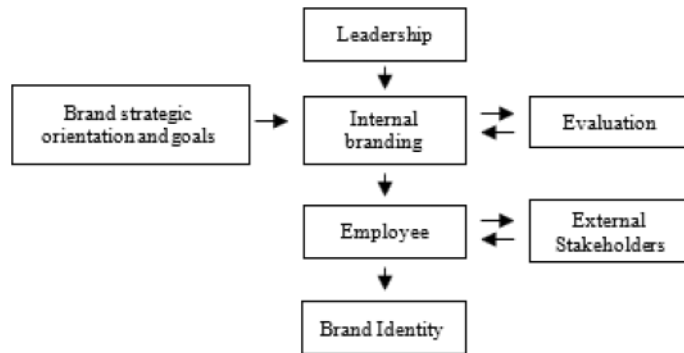 Leadership
Brand strategic
orientation and goals
Internal
branding
Evaluation
Employee
External
Stakeholders
Brand Identity